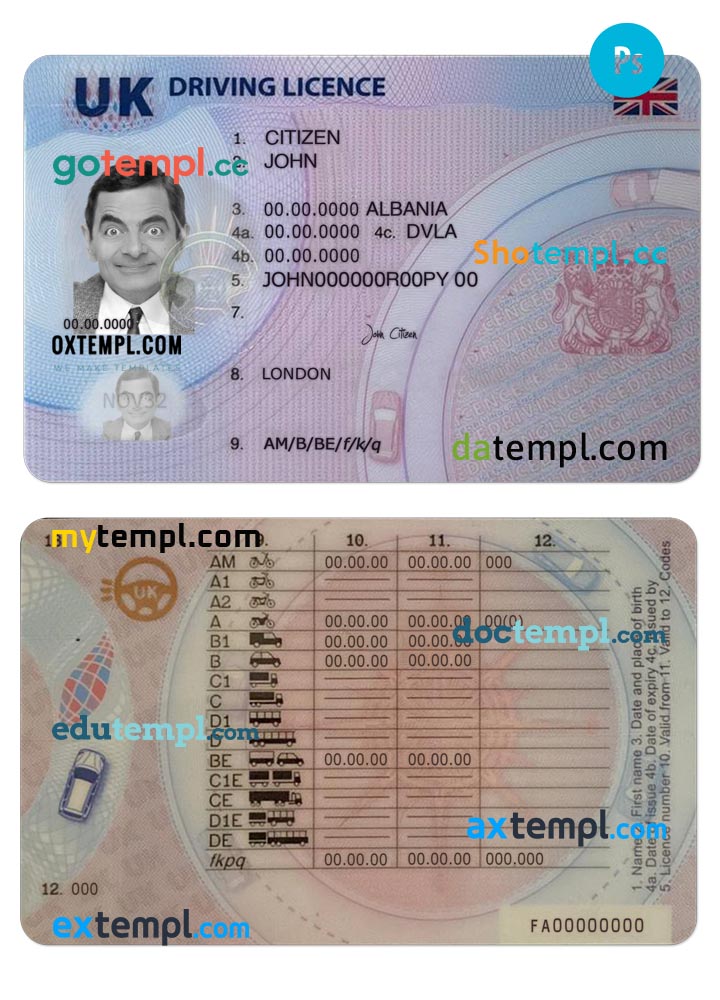 Ps
UK DRIVING LICENCE
1. CITIZEN
gotempl.cc
2. JOHN
3. 00.00.0000 ALBANIA
4a. 00.00.0000 4c. DVLA
4b. 00.00.0000
Shotempl.cc
5. JOHN000000R00PY 00
7.
00.00.0000
John Citizen
OXTEMPL.COM
WE MAKE TEMPLATES
8. LONDON
NOV32
9. AM/B/BE/f/k/q
datempl.com
13. 9. 10. 11. 12.
mytempl.com
AM 00.00.00 00.00.00 000
UK
A1
A2
A 00.00.00 00.00.00 00(0)
B1 00.00.00 00.00.00
doctempl.com
B 00.00.00 00.00.00
C1
C
D1
edutempl.com
D
BE 00.00.00 00.00.00
C1E
CE
D1E
axtempl.com
DE
fkpq 00.00.00 00.00.00 000.000
12. 000
extempl.com
FA00000000
1. Name 2. First name 3. Date and place of birth
4a. Date of issue 4b. Date of expiry 4c. Issued by
5. Licence number 10. Valid from 11. Valid to 12. Codes